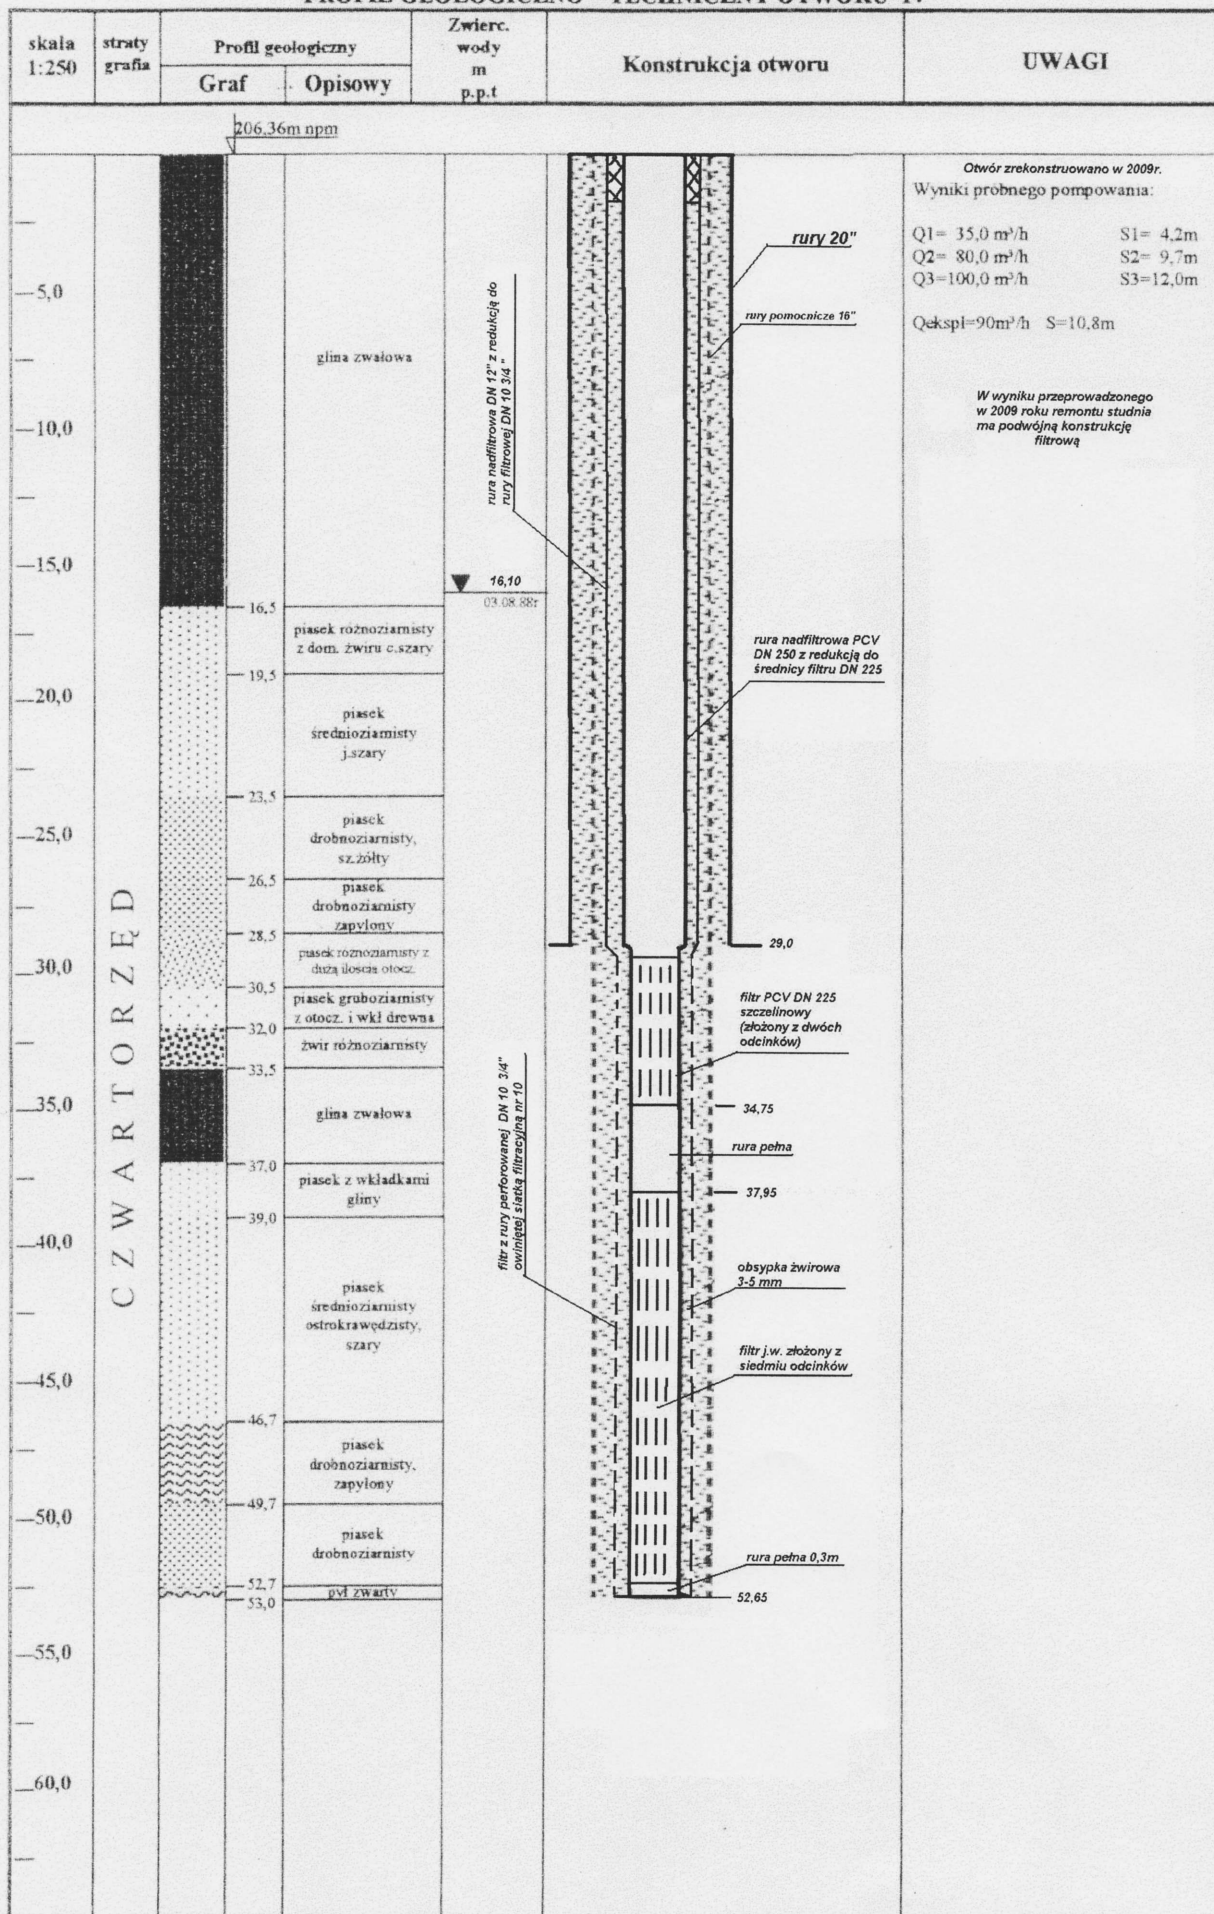 PROFIL GEOLOGICZNO - TECHNICZNY OTWORU
skala
1:250
straty
grafia
Profil geologiczny
Graf
Opisowy
Zwierc.
wody
m
p.p.t
Konstrukcja otworu
UWAGI
206,36m npm
5,0
10,0
15,0
20,0
25,0
30,0
35,0
40,0
45,0
50,0
55,0
60,0
CZWARTORZĘD
16,5
19,5
23,5
26,5
28,5
30,5
32,0
33,5
37,0
39,0
46,7
49,7
52,7
53,0
glina zwałowa
piasek różnoziarnisty
z dom. żwiru c.szary
piasek
średnioziarnisty
j.szary
piasek
drobnoziarnisty,
sz.żółty
piasek
drobnoziarnisty
zapylony
piasek roznoziarnisty z
dużą iloscia otocz.
piasek gruboziarnisty
z otocz. i wkł drewna
żwir różnoziarnisty
glina zwałowa
piasek z wkładkami
gliny
piasek
średnioziarnisty
ostrokrawędzisty,
szary
piasek
drobnoziarnisty,
zapylony
piasek
drobnoziarnisty
pył zwarty
16,10
03.08.88r
rura nadfiltrowa DN 12" z redukcją do
rury filtrowej DN 10 3/4 "
filtr z rury perforowanej DN 10 3/4"
owiniętej siatką filtracyjną nr 10
rury 20"
rury pomocnicze 16"
rura nadfiltrowa PCV
DN 250 z redukcją do
średnicy filtru DN 225
29,0
filtr PCV DN 225
szczelinowy
(złożony z dwóch
odcinków)
34,75
rura pełna
37,95
obsypka żwirowa
3-5 mm
filtr j.w. złożony z
siedmiu odcinków
rura pełna 0,3m
52,65
Otwór zrekonstruowano w 2009r.
Wyniki próbnego pompowania:
Q1= 35,0 m³/h S1= 4,2m
Q2= 80,0 m³/h S2= 9,7m
Q3=100,0 m³/h S3=12,0m
Qekspl=90m³/h S=10,8m
W wyniku przeprowadzonego
w 2009 roku remontu studnia
ma podwójną konstrukcję
filtrową